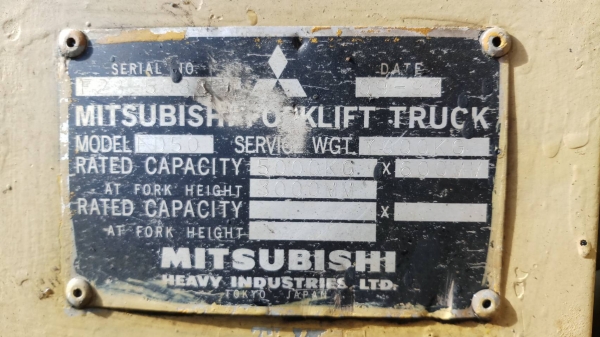 SERIAL NO. DATE
MITSUBISHI FORKLIFT TRUCK
MODEL SERVICE WGT.
RATED CAPACITY X
AT FORK HEIGHT
RATED CAPACITY X
AT FORK HEIGHT
MITSUBISHI
HEAVY INDUSTRIES LTD.
TOKYO JAPAN